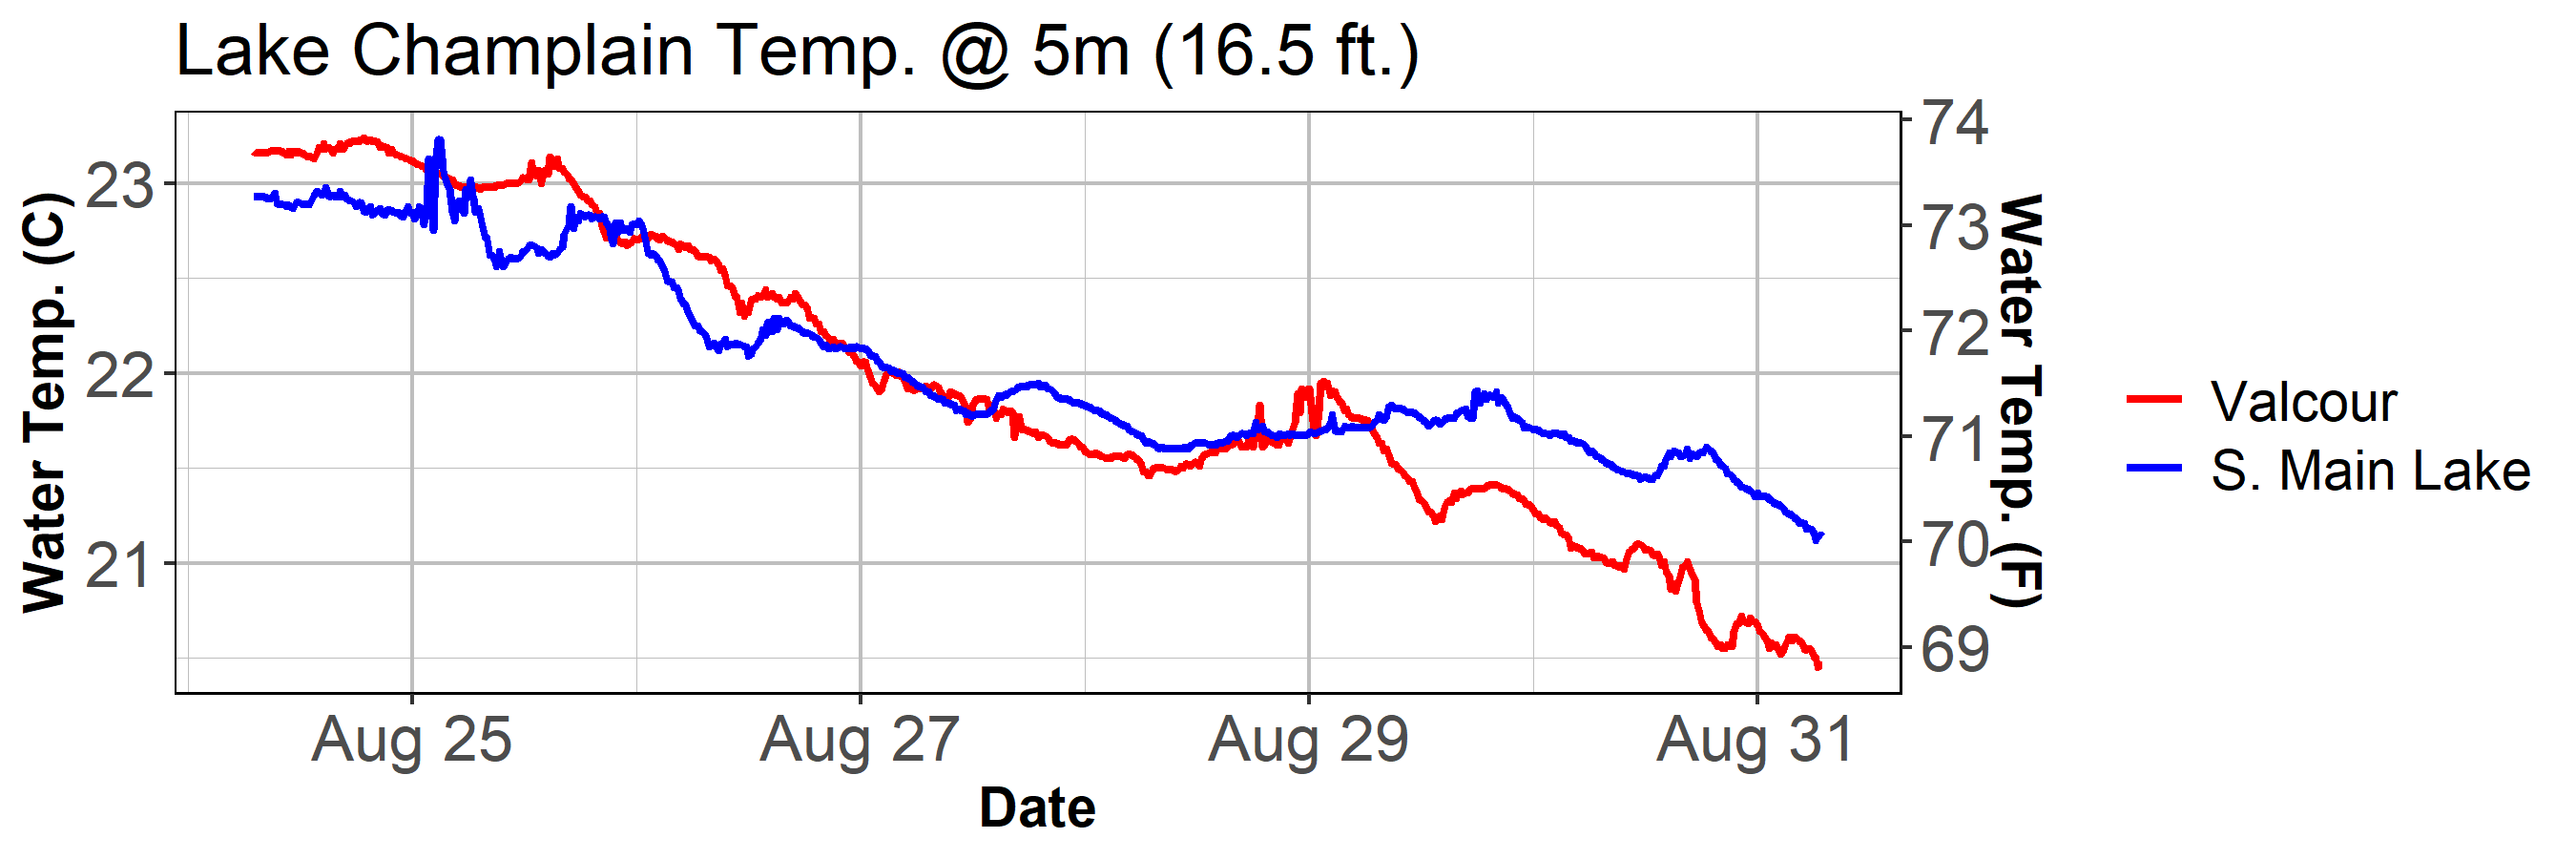 Lake Champlain Temp. @ 5m (16.5 ft.)
Water Temp. (C)
23
22
21
74
73
72
71
70
69
Water Temp. (F)
Aug 25
Aug 27
Aug 29
Aug 31
Date
Valcour
S. Main Lake